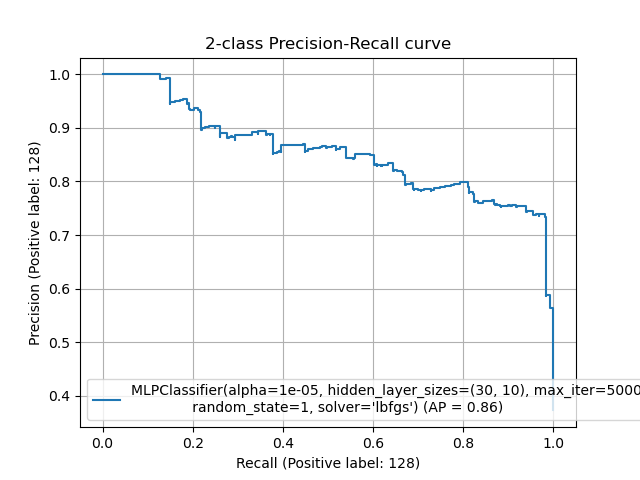 2-class Precision-Recall curve
1.0
0.9
0.8
0.7
0.6
0.5
0.4
Precision (Positive label: 128)
MLPClassifier(alpha=1e-05, hidden_layer_sizes=(30, 10), max_iter=5000
random_state=1, solver='lbfgs') (AP = 0.86)
0.0 0.2 0.4 0.6 0.8 1.0
Recall (Positive label: 128)